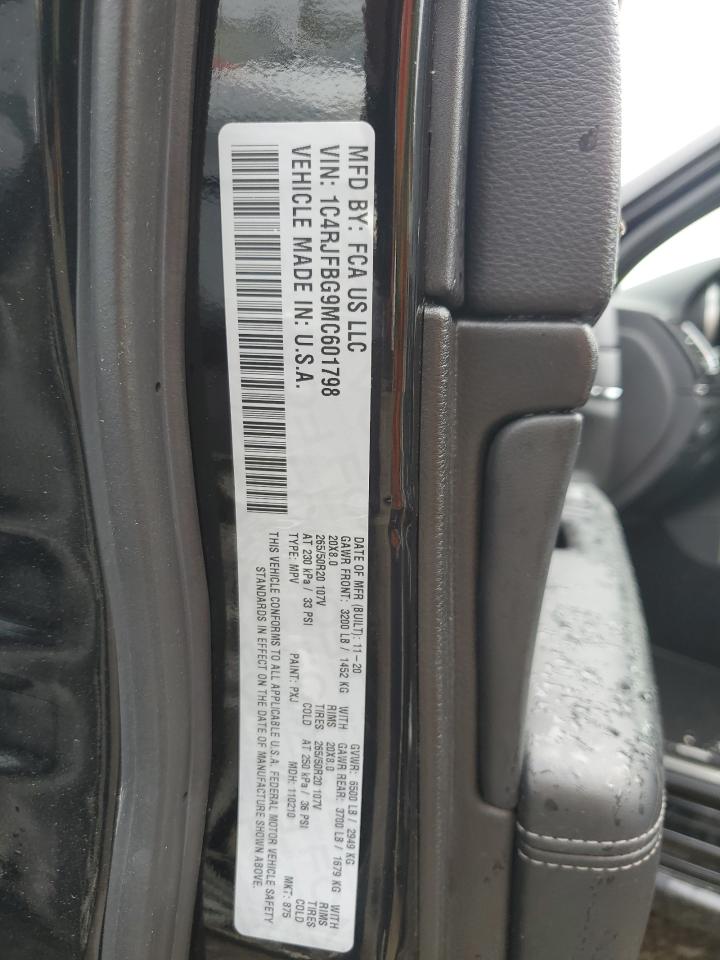 MFD BY: FCA US LLC
VIN: 1C4RJFBG9MC601798
VEHICLE MADE IN: U.S.A.
DATE OF MFR (BUILT): 11-20 GVWR: 6500 LB / 2949 KG
GAWR FRONT: 3200 LB / 1452 KG WITH GAWR REAR: 3700 LB / 1679 KG WITH
20X8.0 RIMS 20X8.0 RIMS
265/50R20 107V TIRES 265/50R20 107V TIRES
AT 230 kPa / 33 PSI COLD AT 250 kPa / 36 PSI COLD
TYPE: MPV PAINT: PXJ MDH: 110210 MKT: 875
THIS VEHICLE CONFORMS TO ALL APPLICABLE U.S.A. FEDERAL MOTOR VEHICLE SAFETY
STANDARDS IN EFFECT ON THE DATE OF MANUFACTURE SHOWN ABOVE.